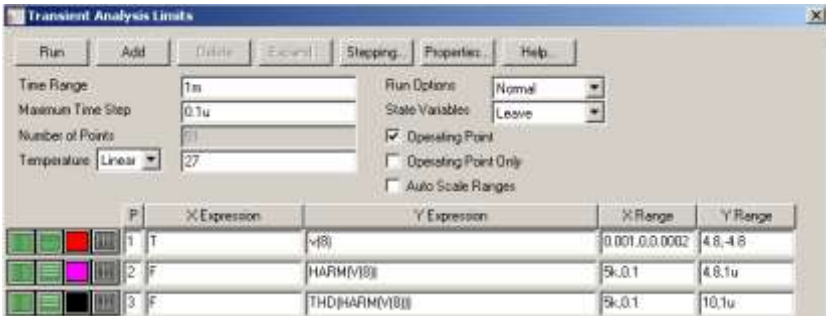 Transient Analysis Limits
Run Add Delete Expand... Stepping... Properties... Help...
Time Range 1m Run Options Normal
Maximum Time Step 0.1u State Variables Leave
Number of Points 51 Operating Point
Temperature Linear 27 Operating Point Only
Auto Scale Ranges
P X Expression Y Expression X Range Y Range
1 T v(8) 0.001,0,0.0002 4.8,-4.8
2 F HARM(V(8)) 5k,0.1 4.8,1u
3 F THD(HARM(V(8))) 5k,0.1 10,1u